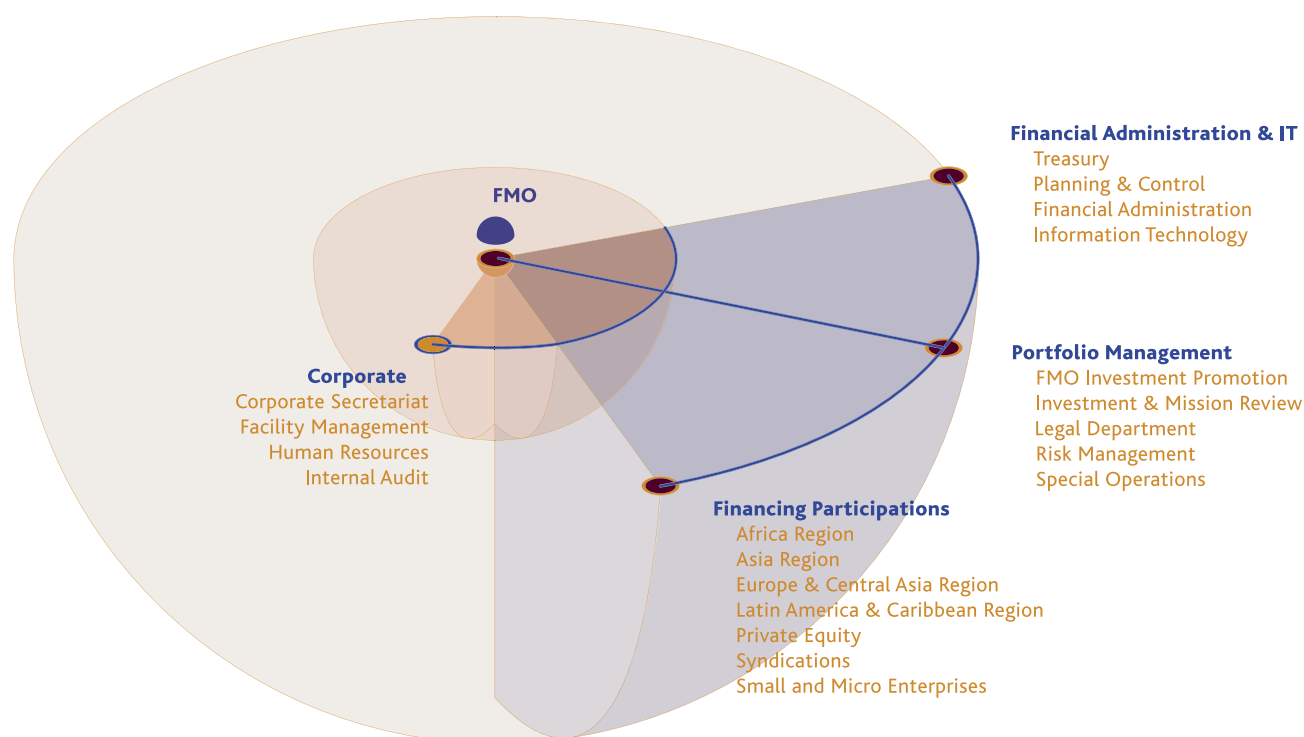 FMO
Financial Administration & IT
Treasury
Planning & Control
Financial Administration
Information Technology
Portfolio Management
FMO Investment Promotion
Investment & Mission Review
Legal Department
Risk Management
Special Operations
Corporate
Corporate Secretariat
Facility Management
Human Resources
Internal Audit
Financing Participations
Africa Region
Asia Region
Europe & Central Asia Region
Latin America & Caribbean Region
Private Equity
Syndications
Small and Micro Enterprises